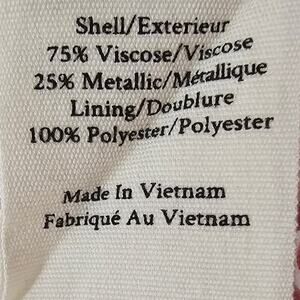 Shell/Exterieur
75% Viscose/Viscose
25% Metallic/Métallique
Lining/Doublure
100% Polyester/Polyester
Made In Vietnam
Fabriqué Au Vietnam